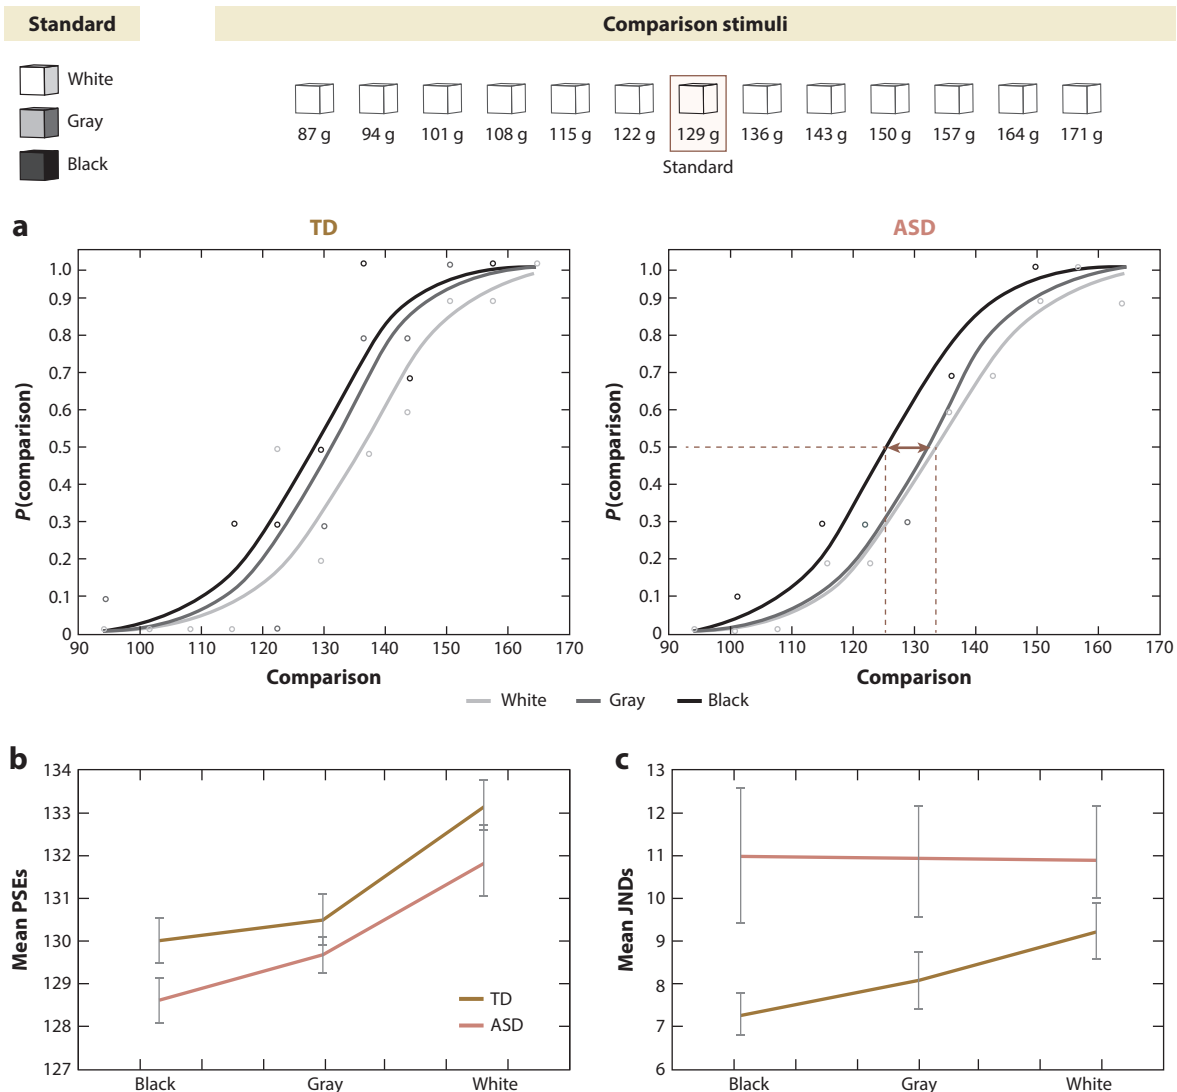 Standard
Comparison stimuli
White
Gray
Black
87 g 94 g 101 g 108 g 115 g 122 g 129 g 136 g 143 g 150 g 157 g 164 g 171 g
Standard
a
TD
ASD
P(comparison)
1.0
0.9
0.8
0.7
0.6
0.5
0.4
0.3
0.2
0.1
0
90 100 110 120 130 140 150 160 170
Comparison
P(comparison)
1.0
0.9
0.8
0.7
0.6
0.5
0.4
0.3
0.2
0.1
0
90 100 110 120 130 140 150 160 170
Comparison
White Gray Black
b
Mean PSEs
134
133
132
131
130
129
128
127
TD
ASD
Black Gray White
c
Mean JNDs
13
12
11
10
9
8
7
6
Black Gray White